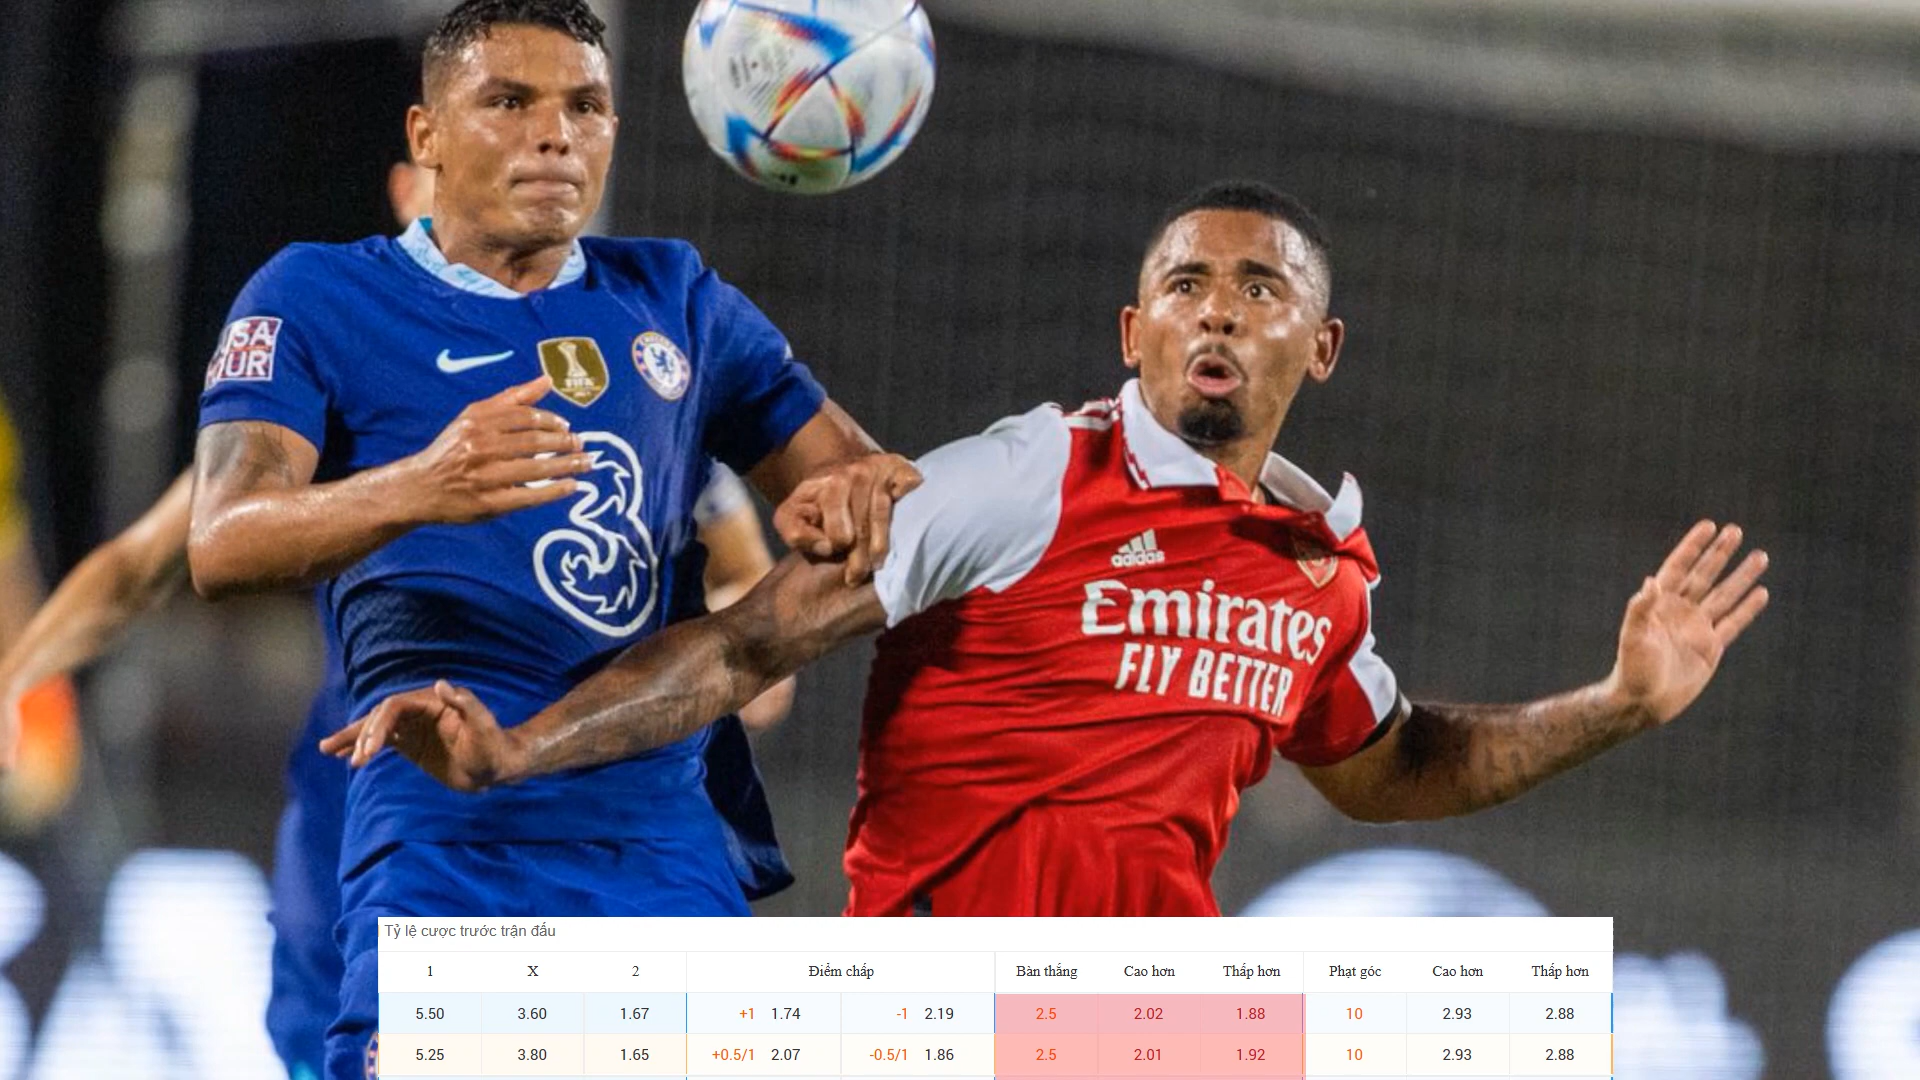 USA
TOUR
FIFA
3
adidas
Emirates
FLY BETTER
Tỷ lệ cược trước trận đấu
1 X 2 Điểm chấp Bàn thắng Cao hơn Thấp hơn Phạt góc Cao hơn Thấp hơn
5.50 3.60 1.67 +1 1.74 -1 2.19 2.5 2.02 1.88 10 2.93 2.88
5.25 3.80 1.65 +0.5/1 2.07 -0.5/1 1.86 2.5 2.01 1.92 10 2.93 2.88